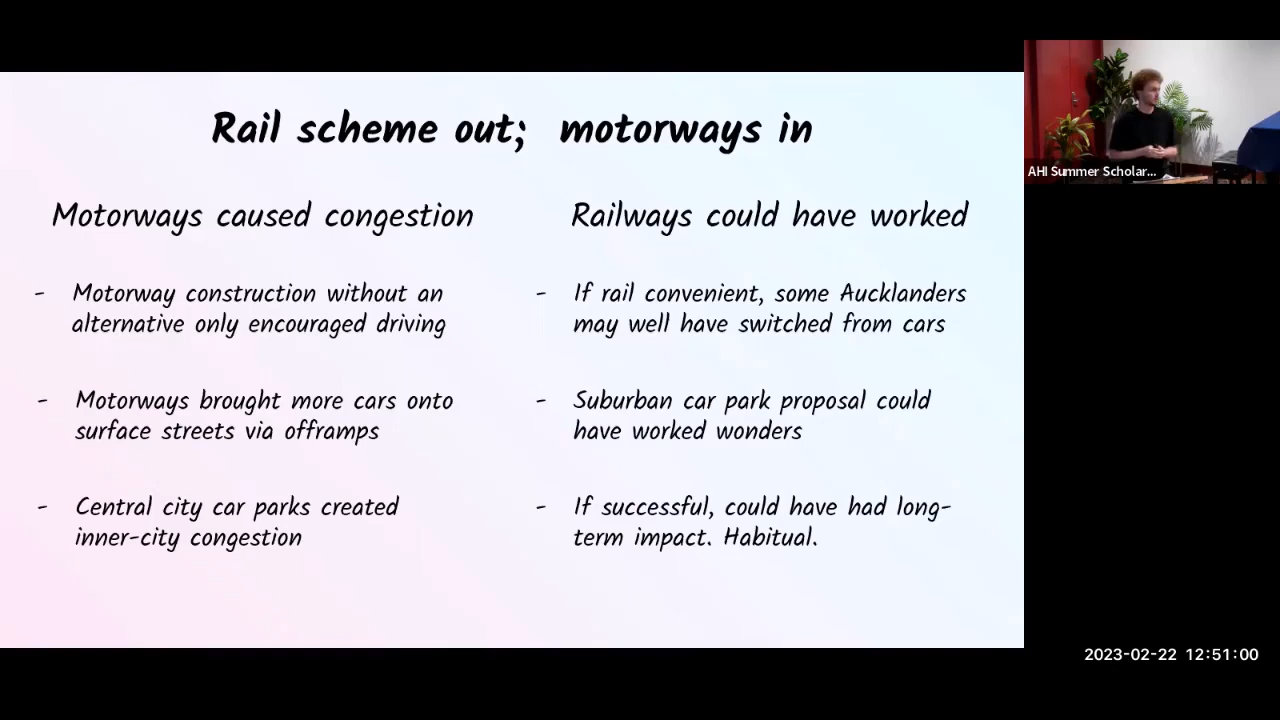 Rail scheme out; motorways in
Motorways caused congestion
- Motorway construction without an
alternative only encouraged driving
- Motorways brought more cars onto
surface streets via offramps
- Central city car parks created
inner-city congestion
Railways could have worked
- If rail convenient, some Aucklanders
may well have switched from cars
- Suburban car park proposal could
have worked wonders
- If successful, could have had long-
term impact. Habitual.
AHI Summer Scholar...
2023-02-22 12:51:00